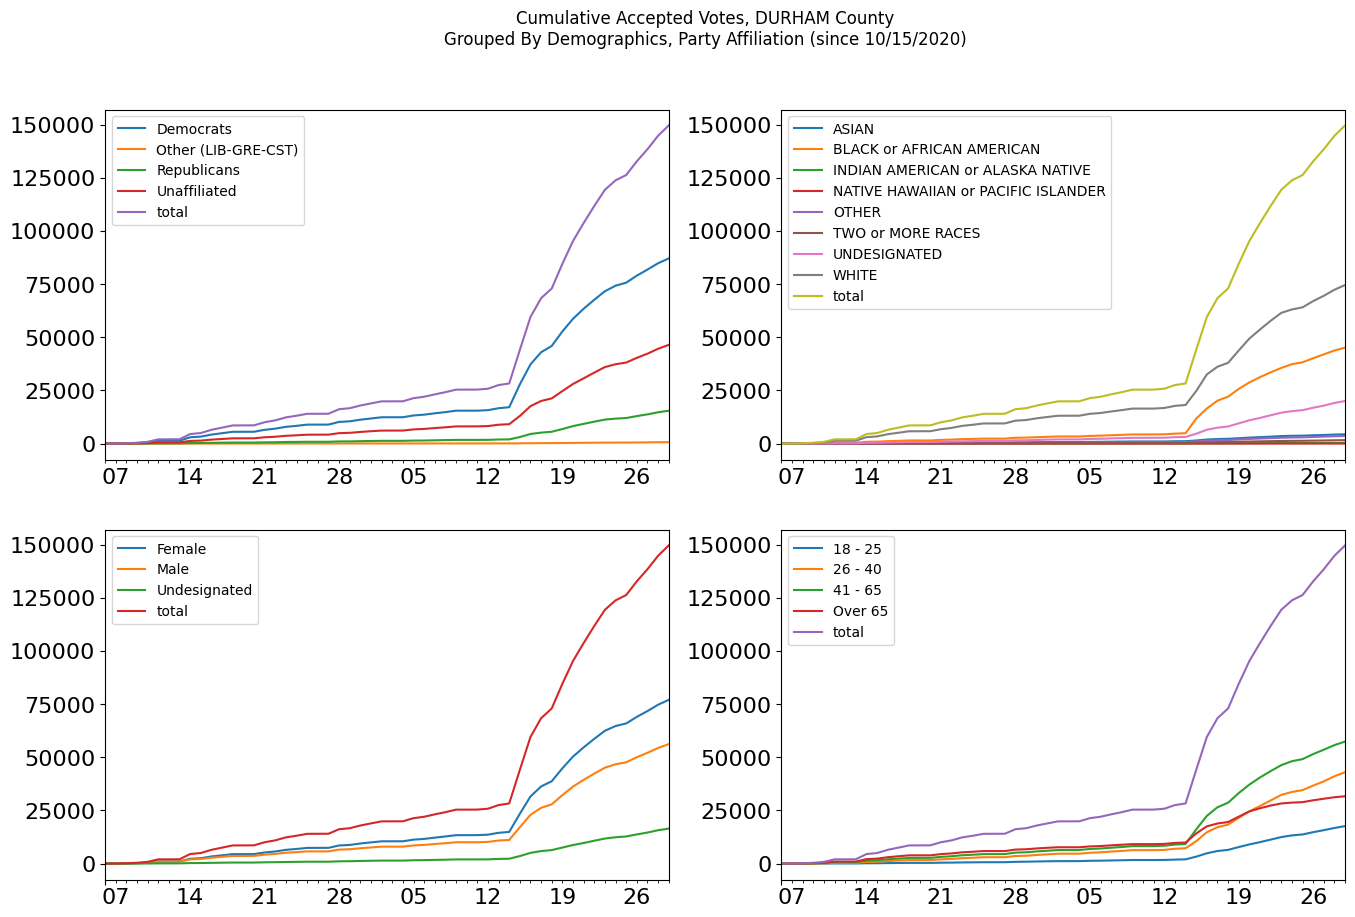 Cumulative Accepted Votes, DURHAM County
Grouped By Demographics, Party Affiliation (since 10/15/2020)
150000
125000
100000
75000
50000
25000
0
Democrats
Other (LIB-GRE-CST)
Republicans
Unaffiliated
total
07 14 21 28 05 12 19 26
150000
125000
100000
75000
50000
25000
0
ASIAN
BLACK or AFRICAN AMERICAN
INDIAN AMERICAN or ALASKA NATIVE
NATIVE HAWAIIAN or PACIFIC ISLANDER
OTHER
TWO or MORE RACES
UNDESIGNATED
WHITE
total
07 14 21 28 05 12 19 26
150000
125000
100000
75000
50000
25000
0
Female
Male
Undesignated
total
07 14 21 28 05 12 19 26
150000
125000
100000
75000
50000
25000
0
18 - 25
26 - 40
41 - 65
Over 65
total
07 14 21 28 05 12 19 26